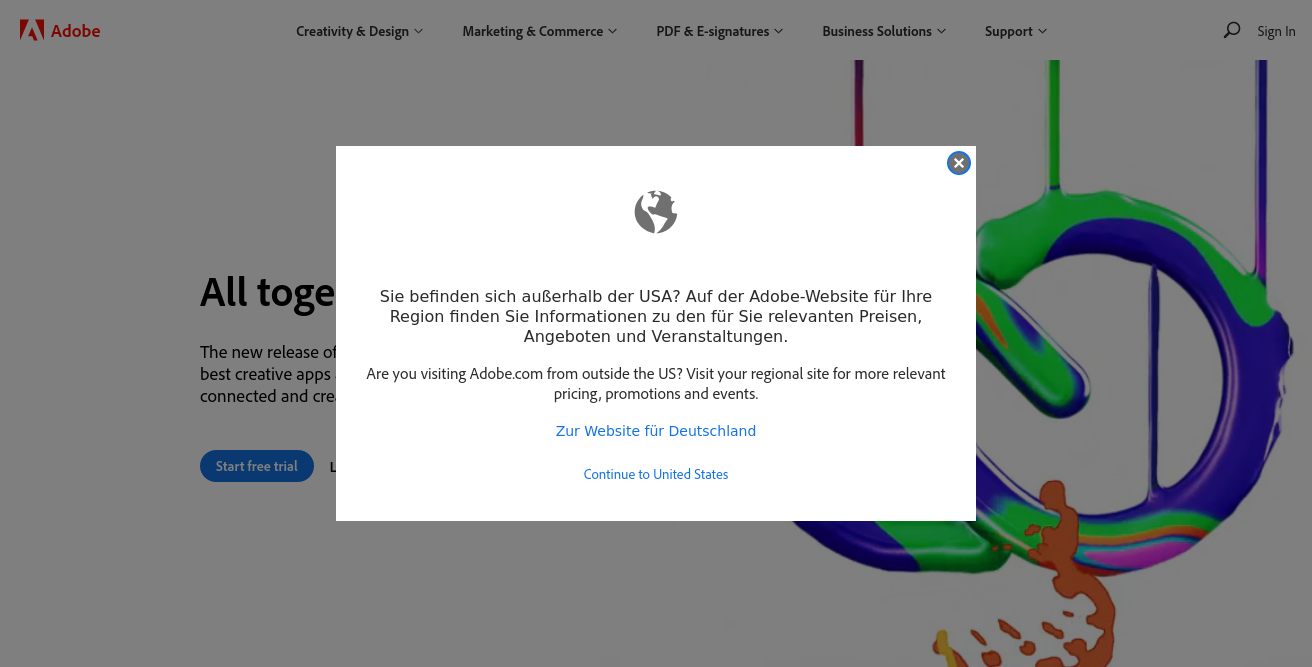 Adobe
Creativity & Design
Marketing & Commerce
PDF & E-signatures
Business Solutions
Support
Sign In
All toge
The new release of
best creative apps
connected and crea
Start free trial
Sie befinden sich außerhalb der USA? Auf der Adobe-Website für Ihre
Region finden Sie Informationen zu den für Sie relevanten Preisen,
Angeboten und Veranstaltungen.
Are you visiting Adobe.com from outside the US? Visit your regional site for more relevant
pricing, promotions and events.
Zur Website für Deutschland
Continue to United States